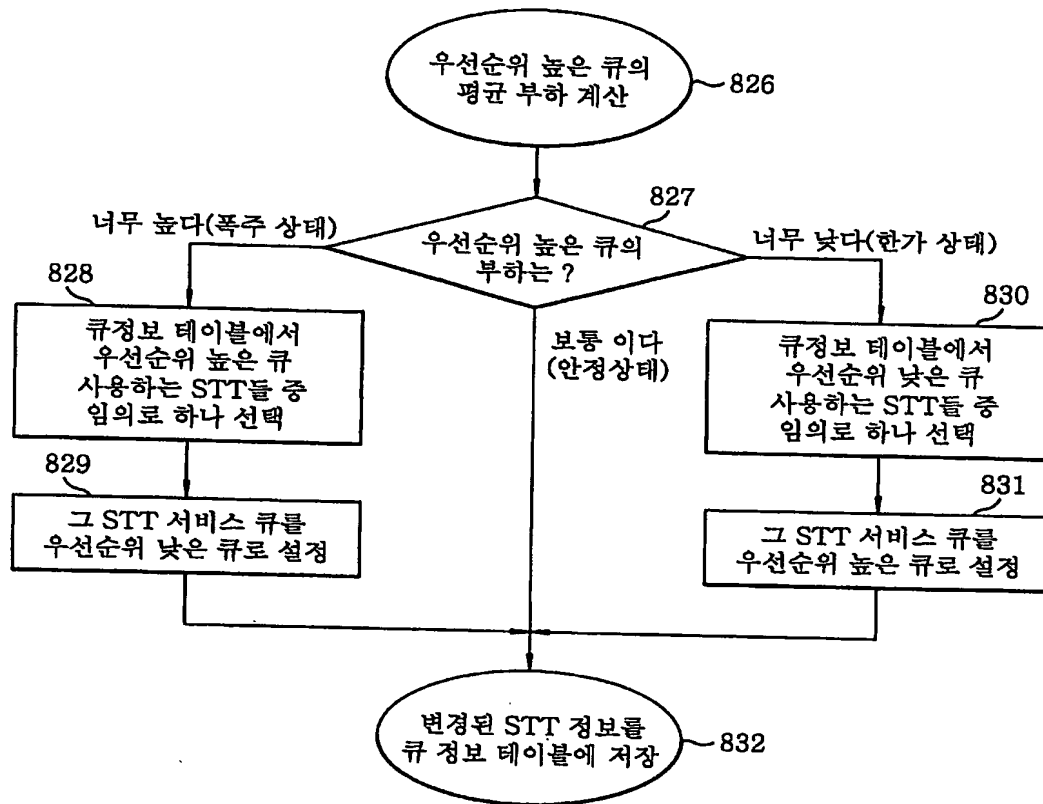 우선순위 높은 큐의
평균 부하 계산
826
827
너무 높다(폭주 상태)
우선순위 높은 큐의
부하는 ?
너무 낮다(한가 상태)
828
큐정보 테이블에서
우선순위 높은 큐
사용하는 STT들 중
임의로 하나 선택
보통 이다
(안정상태)
830
큐정보 테이블에서
우선순위 낮은 큐
사용하는 STT들 중
임의로 하나 선택
829
그 STT 서비스 큐를
우선순위 낮은 큐로 설정
831
그 STT 서비스 큐를
우선순위 높은 큐로 설정
변경된 STT 정보를
큐 정보 테이블에 저장
832